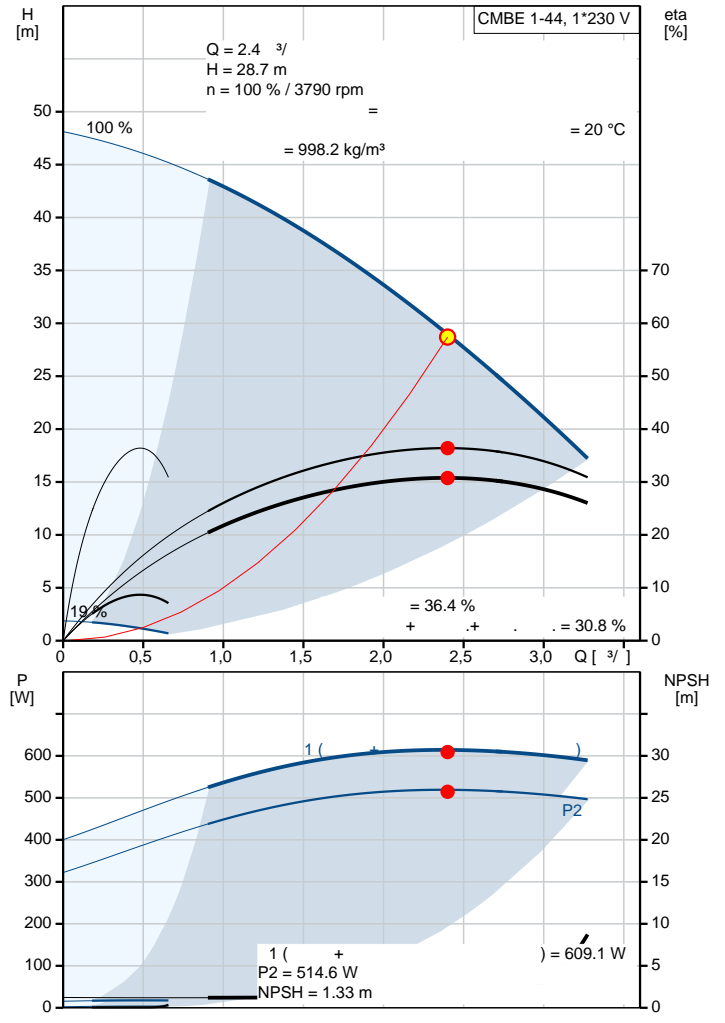 H
[m]
CMBE 1-44, 1*230 V
eta
[%]
Q = 2.4 ³/
H = 28.7 m
n = 100 % / 3790 rpm
=
= 20 °C
= 998.2 kg/m³
100 %
50
45
40
35
30
25
20
15
10
5
0
70
60
50
40
30
20
10
0
19 %
= 36.4 %
+ .+ . . = 30.8 %
0 0,5 1,0 1,5 2,0 2,5 3,0 Q [ ³/ ]
P
[W]
NPSH
[m]
600
500
400
300
200
100
0
30
25
20
15
10
5
0
1 ( + )
P2
1 ( + ) = 609.1 W
P2 = 514.6 W
NPSH = 1.33 m